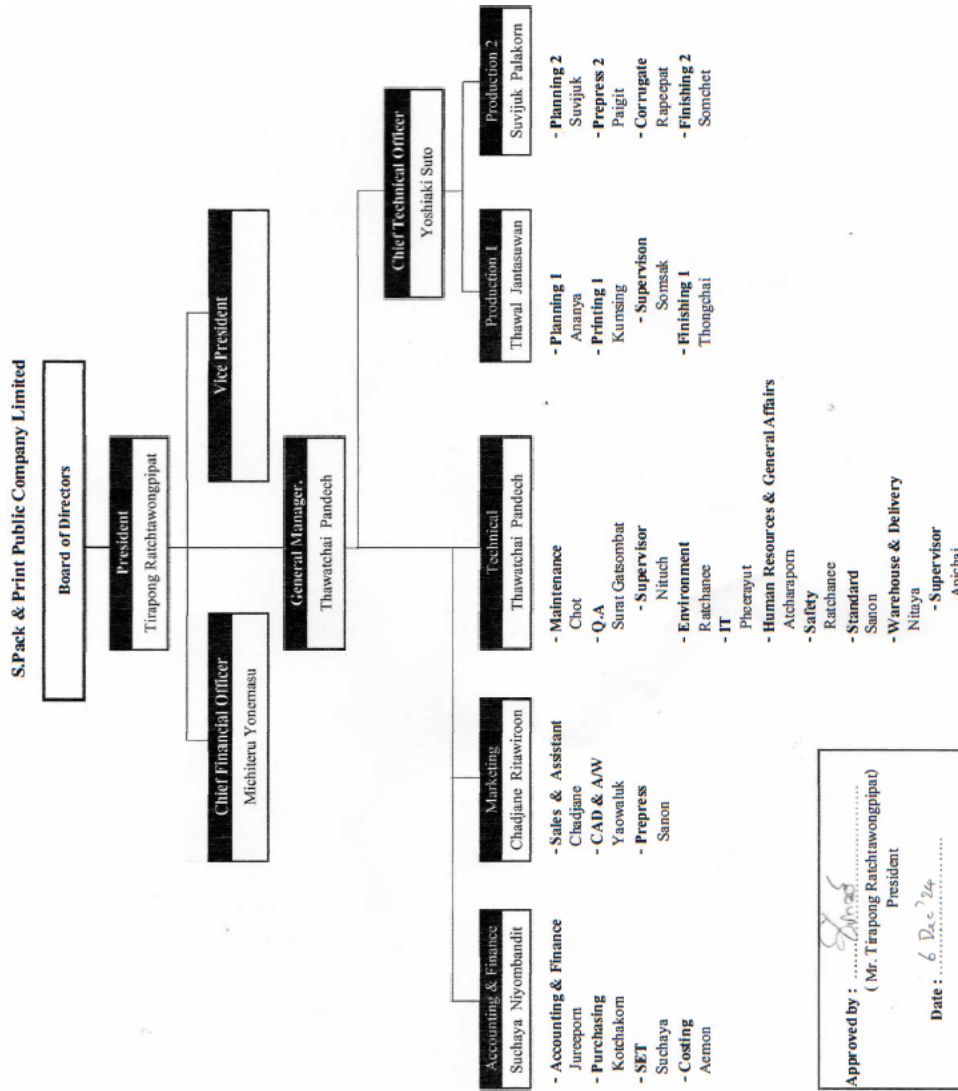 S.Pack & Print Public Company Limited
Board of Directors
President
Tirapong Ratchtawongpipat
Chief Financial Officer
Michiteru Yonemasu
Vice President
General Manager.
Thawatchai Pandech
Chief Technical Officer
Yoshiaki Suto
Accounting & Finance
Suchaya Niyombandit
- Accounting & Finance
Jureeporn
- Purchasing
Kotchakorn
- SET
Suchaya
- Costing
Aemon
Marketing
Chadjane Ritawiroon
- Sales & Assistant
Chadjane
- CAD & A/W
Yaowaluk
- Prepress
Sanon
Technical
Thawatchai Pandech
- Maintenance
Chot
- Q.A
Surat Gatsombat
- Supervisor
Nituch
- Environment
Ratchanee
- IT
Pheerayut
- Human Resources & General Affairs
Atcharaporn
- Safety
Ratchance
- Standard
Sanon
- Warehouse & Delivery
Nitaya
- Supervisor
Apichai
Production 1
Thawal Jantasuwan
- Planning 1
Ananya
- Printing 1
Kumsing
- Supervison
Somsak
- Finishing 1
Thongchai
Production 2
Suvijuk Palakorn
- Planning 2
Suvijuk
- Prepress 2
Paigit
- Corrugate
Rapeepat
- Finishing 2
Somchet
Approved by :
( Mr. Tirapong Ratchtawongpipat)
President
Date : 6 Dec '24